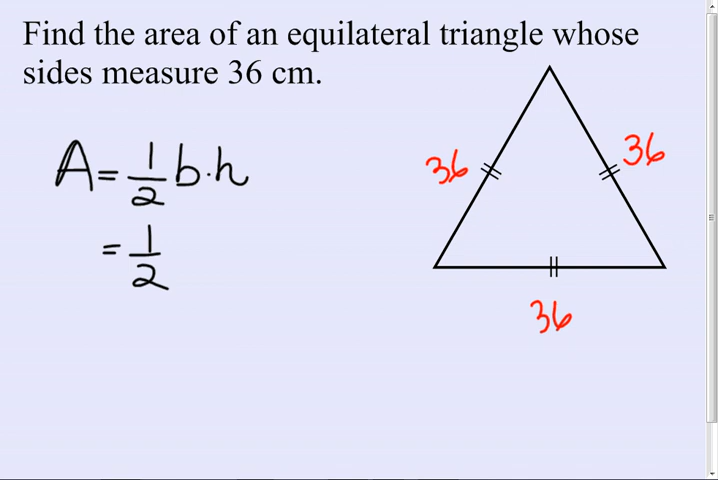 Find the area of an equilateral triangle whose
sides measure 36 cm.
A = 1/2 b · h
= 1/2
36
36
36